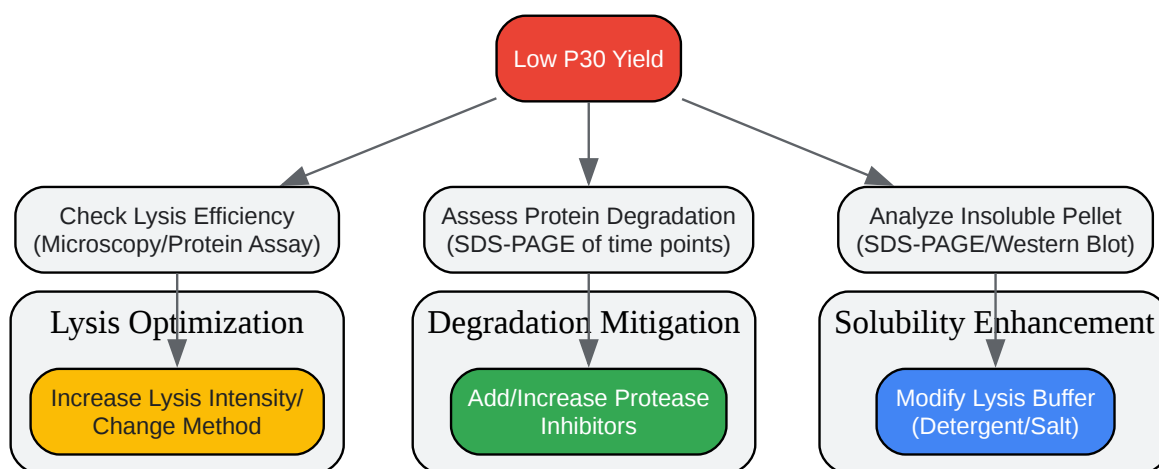 Low P30 Yield
Check Lysis Efficiency
(Microscopy/Protein Assay)
Assess Protein Degradation
(SDS-PAGE of time points)
Analyze Insoluble Pellet
(SDS-PAGE/Western Blot)
Lysis Optimization
Degradation Mitigation
Solubility Enhancement
Increase Lysis Intensity/
Change Method
Add/Increase Protease
Inhibitors
Modify Lysis Buffer
(Detergent/Salt)